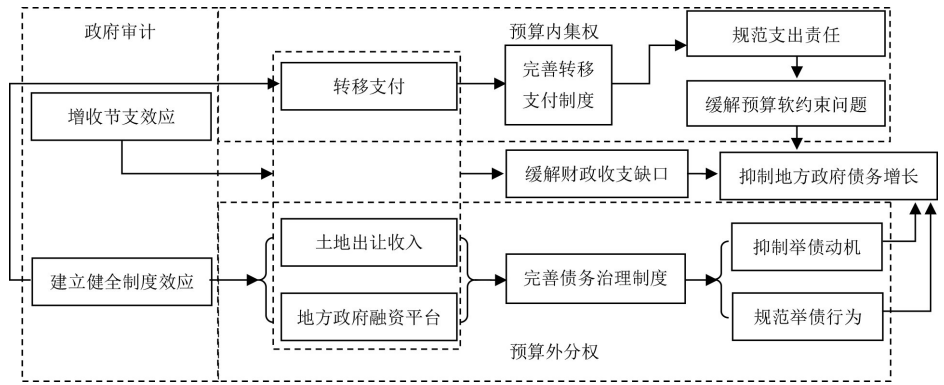 政府审计
预算内集权
规范支出责任
转移支付
完善转移
支付制度
增收节支效应
缓解预算软约束问题
缓解财政收支缺口
抑制地方政府债务增长
土地出让收入
抑制举债动机
建立健全制度效应
完善债务治理制度
地方政府融资平台
规范举债行为
预算外分权